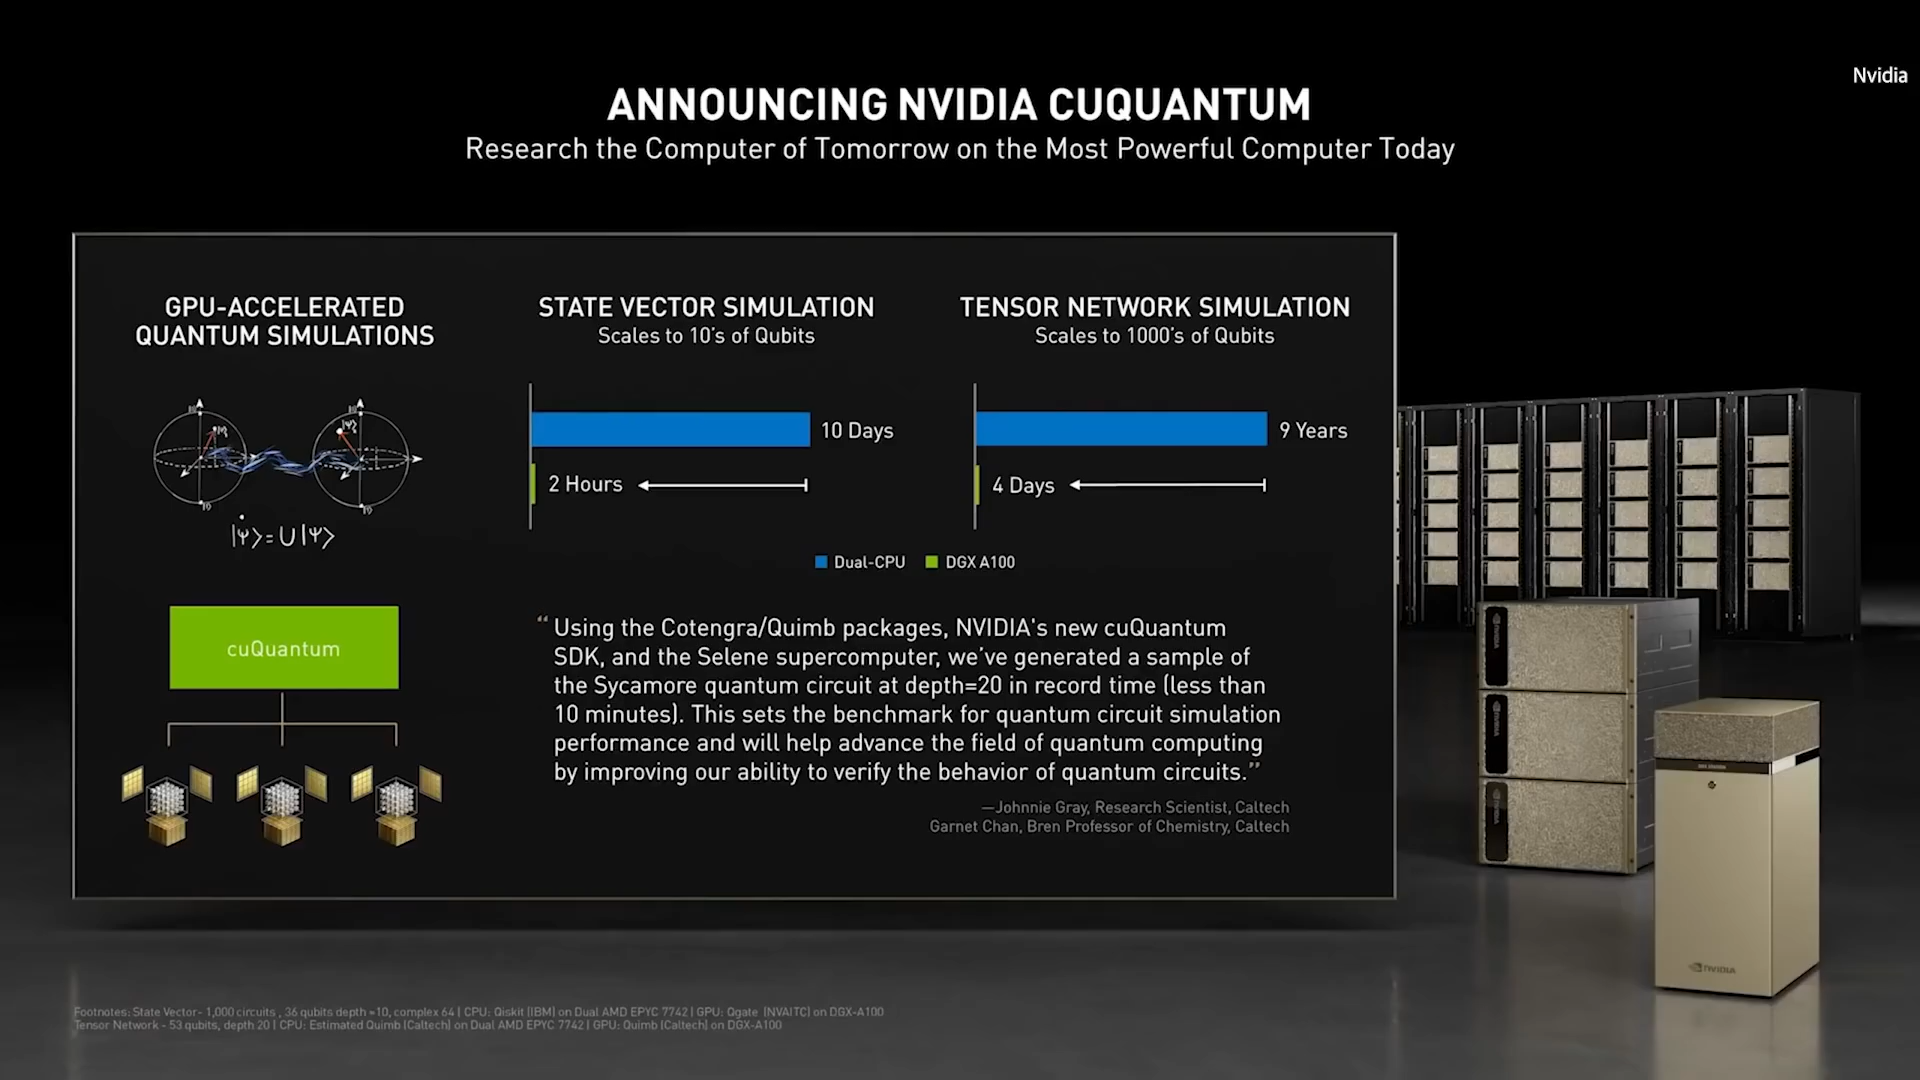 Nvidia
ANNOUNCING NVIDIA CUQUANTUM
Research the Computer of Tomorrow on the Most Powerful Computer Today
GPU-ACCELERATED
QUANTUM SIMULATIONS
|ψ̇⟩=U|ψ⟩
cuQuantum
STATE VECTOR SIMULATION
Scales to 10's of Qubits
10 Days
2 Hours
TENSOR NETWORK SIMULATION
Scales to 1000's of Qubits
9 Years
4 Days
Dual-CPU
DGX A100
“Using the Cotengra/Quimb packages, NVIDIA's new cuQuantum
SDK, and the Selene supercomputer, we've generated a sample of
the Sycamore quantum circuit at depth=20 in record time (less than
10 minutes). This sets the benchmark for quantum circuit simulation
performance and will help advance the field of quantum computing
by improving our ability to verify the behavior of quantum circuits.”
—Johnnie Gray, Research Scientist, Caltech
Garnet Chan, Bren Professor of Chemistry, Caltech
NVIDIA
Footnotes: State Vector- 1,000 circuits , 36 qubits depth =10, complex 64 | CPU: Qiskit (IBM) on Dual AMD EPYC 7742 | GPU: Qgate (NVAITC) on DGX-A100
Tensor Network - 53 qubits, depth 20 | CPU: Estimated Quimb (Caltech) on Dual AMD EPYC 7742 | GPU: Quimb (Caltech) on DGX-A100